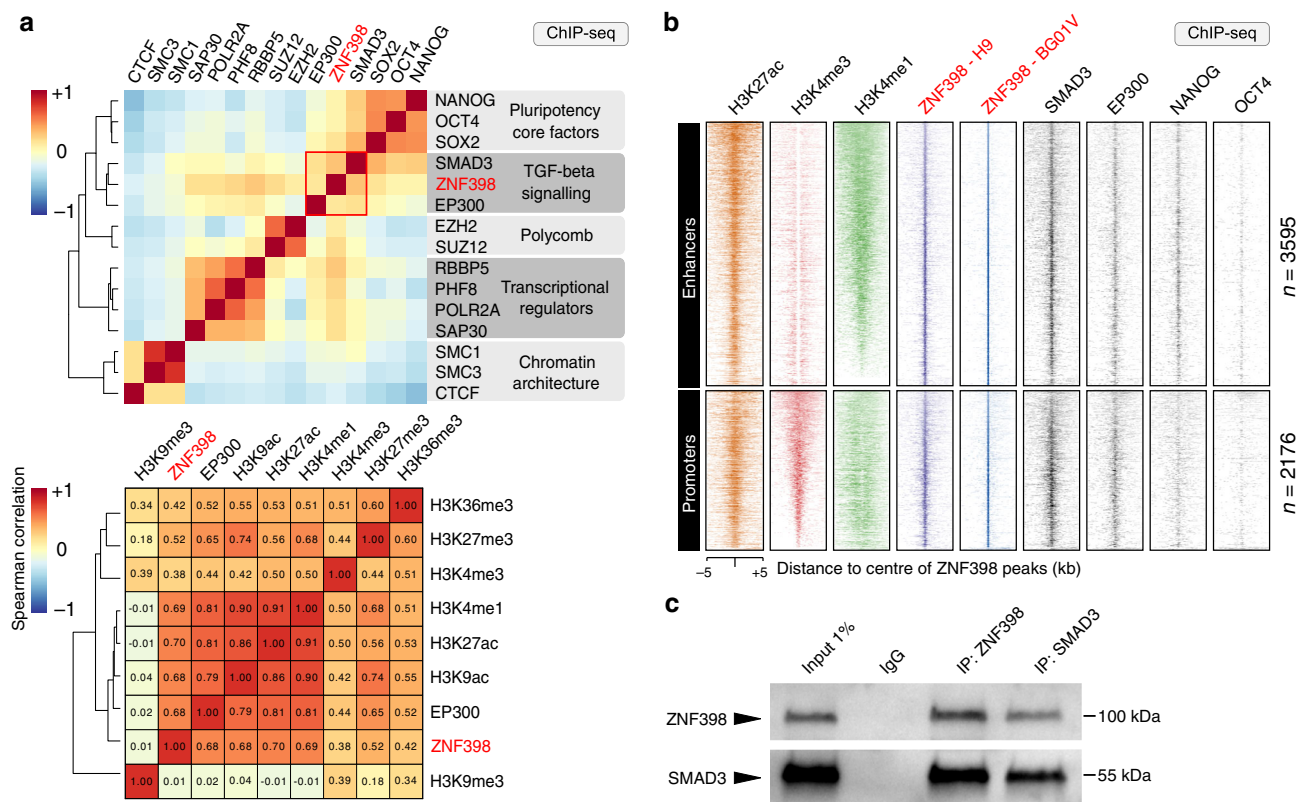 a
ChIP-seq
CTCF
SMC3
SMC1
SAP30
POLR2A
PHF8
RBBP5
SUZ12
EZH2
EP300
ZNF398
SMAD3
SOX2
OCT4
NANOG
+1
0
−1
NANOG
OCT4
SOX2
Pluripotency
core factors
SMAD3
ZNF398
EP300
TGF-beta
signalling
EZH2
SUZ12
Polycomb
RBBP5
PHF8
POLR2A
SAP30
Transcriptional
regulators
SMC1
SMC3
CTCF
Chromatin
architecture
H3K9me3
ZNF398
EP300
H3K9ac
H3K27ac
H3K4me1
H3K4me3
H3K27me3
H3K36me3
Spearman correlation
+1
0
−1
0.34 0.42 0.52 0.55 0.53 0.51 0.51 0.60 1.00 H3K36me3
0.18 0.52 0.65 0.74 0.56 0.68 0.44 1.00 0.60 H3K27me3
0.39 0.38 0.44 0.42 0.50 0.50 1.00 0.44 0.51 H3K4me3
-0.01 0.69 0.81 0.90 0.91 1.00 0.50 0.68 0.51 H3K4me1
-0.01 0.70 0.81 0.86 1.00 0.91 0.50 0.56 0.53 H3K27ac
0.04 0.68 0.79 1.00 0.86 0.90 0.42 0.74 0.55 H3K9ac
0.02 0.68 1.00 0.79 0.81 0.81 0.44 0.65 0.52 EP300
0.01 1.00 0.68 0.68 0.70 0.69 0.38 0.52 0.42 ZNF398
1.00 0.01 0.02 0.04 -0.01 -0.01 0.39 0.18 0.34 H3K9me3
b
ChIP-seq
H3K27ac
H3K4me3
H3K4me1
ZNF398 - H9
ZNF398 - BG01V
SMAD3
EP300
NANOG
OCT4
Enhancers
n = 3595
Promoters
n = 2176
−5 +5
Distance to centre of ZNF398 peaks (kb)
c
Input 1%
IgG
IP: ZNF398
IP: SMAD3
ZNF398
100 kDa
SMAD3
55 kDa